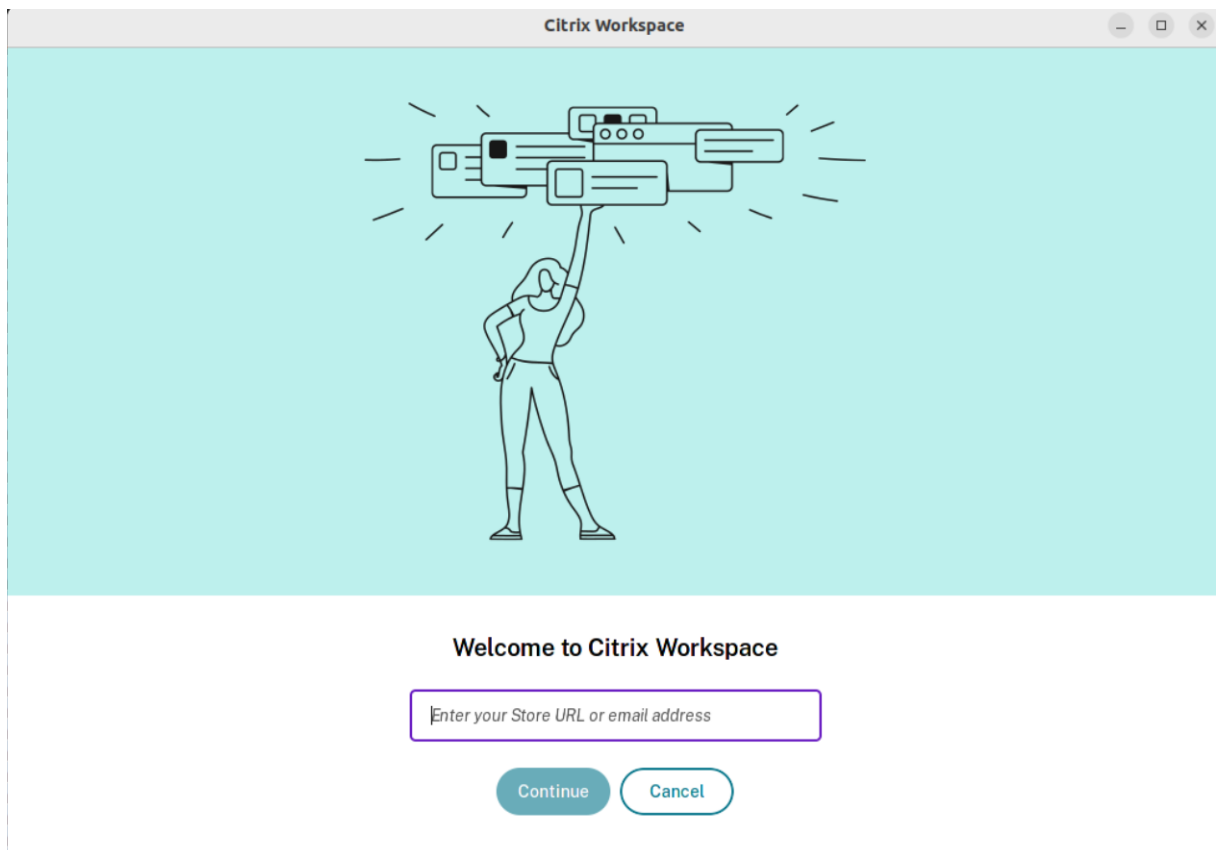 Citrix Workspace
Welcome to Citrix Workspace
Enter your Store URL or email address
Continue
Cancel